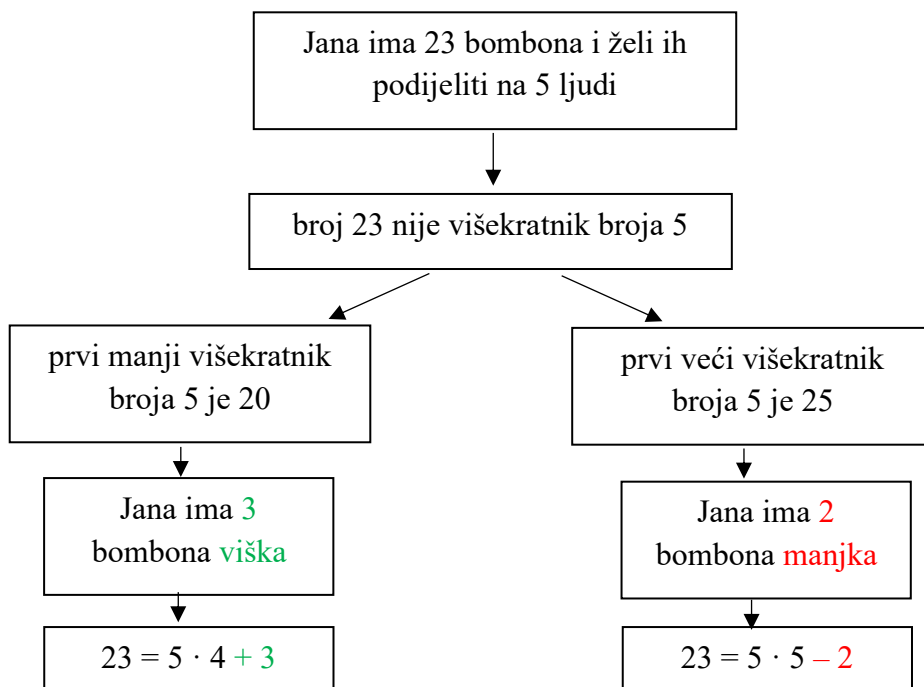 Jana ima 23 bombona i želi ih
podijeliti na 5 ljudi
broj 23 nije višekratnik broja 5
prvi manji višekratnik
broja 5 je 20
prvi veći višekratnik
broja 5 je 25
Jana ima 3
bombona viška
Jana ima 2
bombona manjka
23 = 5 · 4 + 3
23 = 5 · 5 – 2